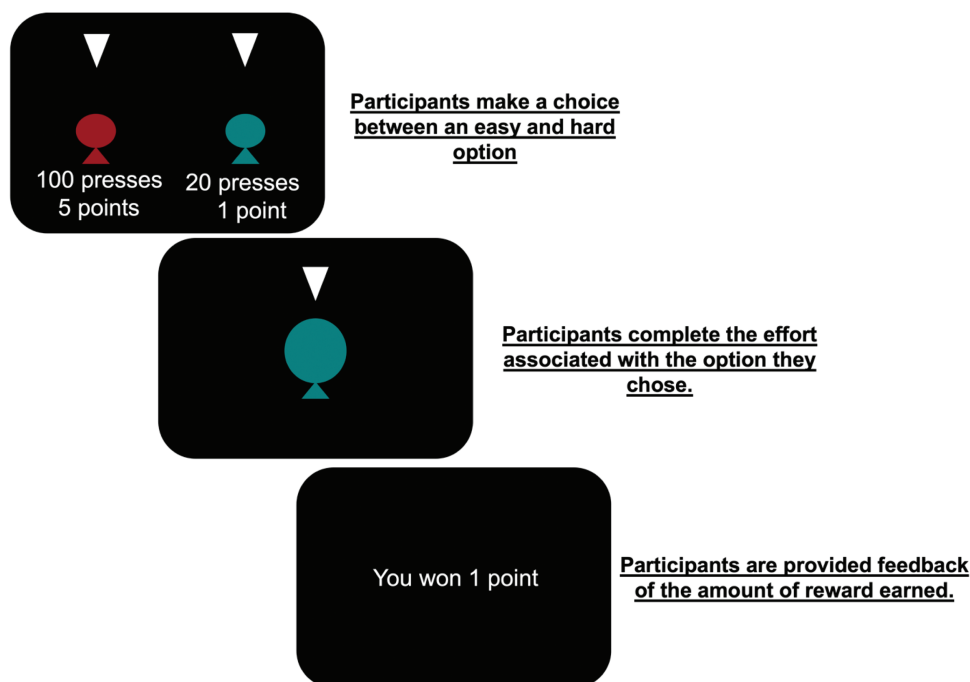 Participants make a choice
between an easy and hard
option
100 presses
5 points
20 presses
1 point
Participants complete the effort
associated with the option they
chose.
You won 1 point
Participants are provided feedback
of the amount of reward earned.